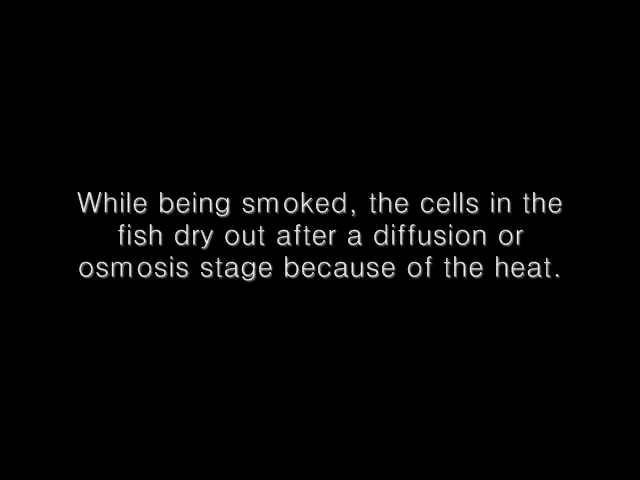 While being smoked, the cells in the
fish dry out after a diffusion or
osmosis stage because of the heat.